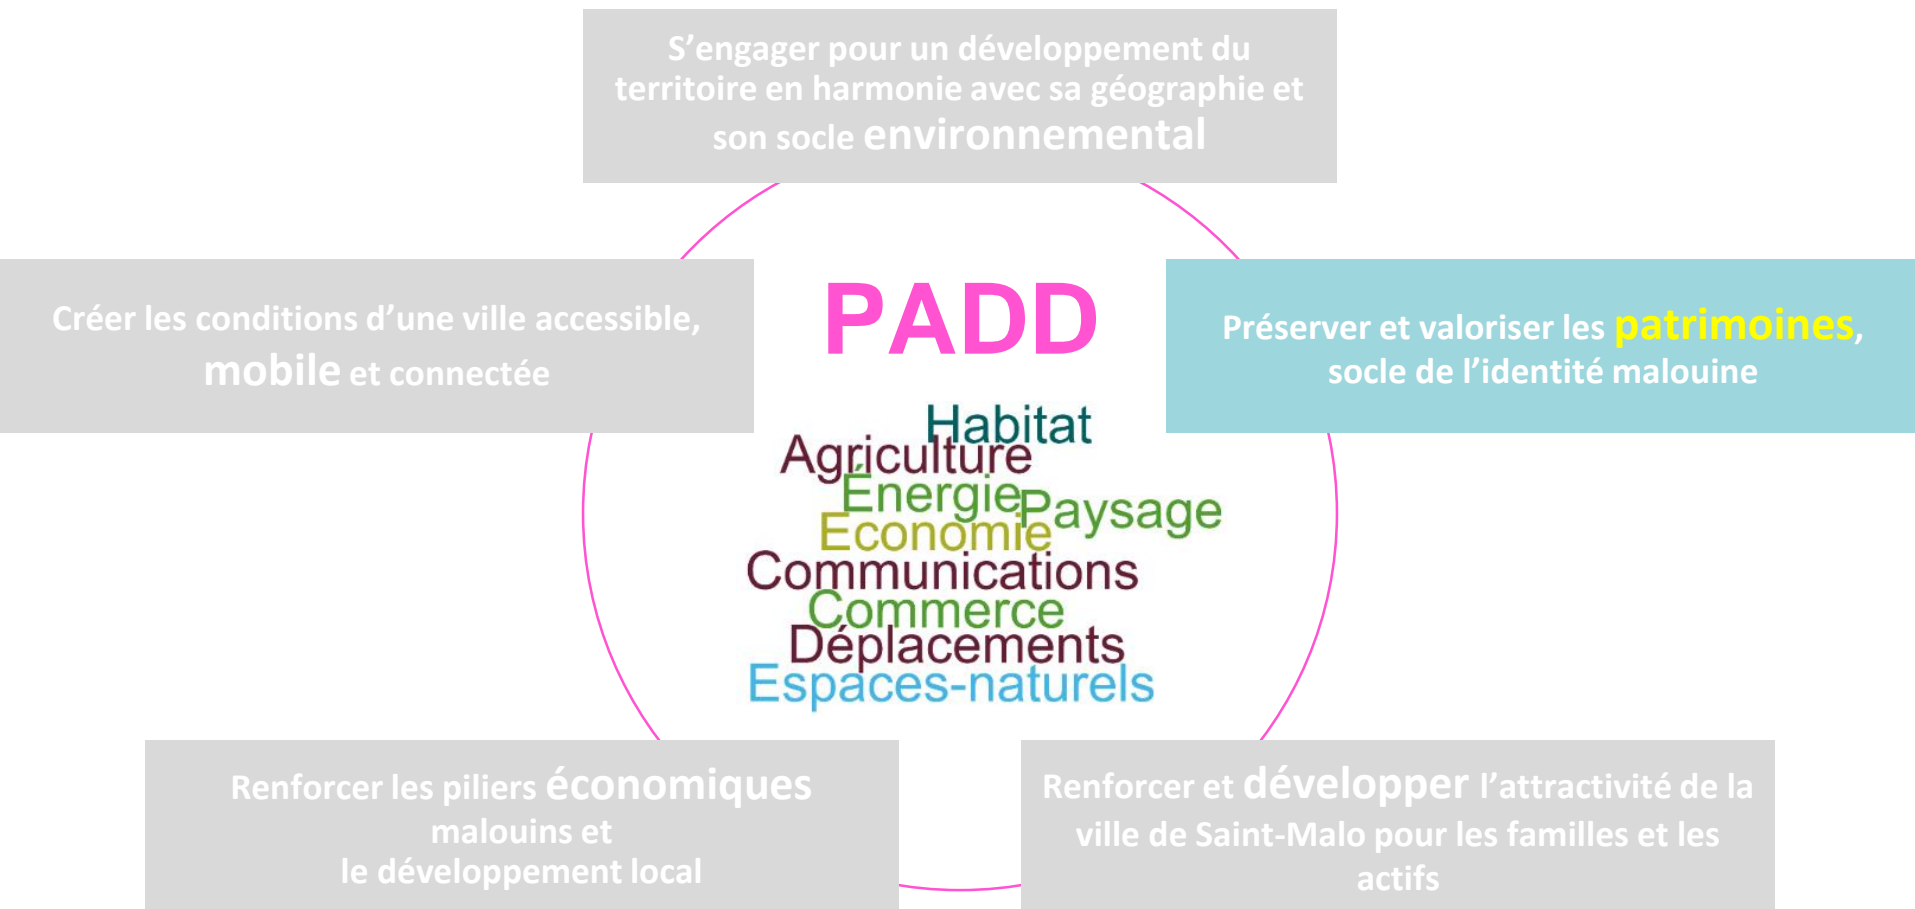 S’engager pour un développement du
territoire en harmonie avec sa géographie et
son socle environnemental
Créer les conditions d’une ville accessible,
mobile et connectée
PADD
Préserver et valoriser les patrimoines,
socle de l’identité malouine
Habitat
Agriculture
Énergie
Paysage
Economie
Communications
Commerce
Déplacements
Espaces-naturels
Renforcer les piliers économiques
malouins et
le développement local
Renforcer et développer l’attractivité de la
ville de Saint-Malo pour les familles et les
actifs